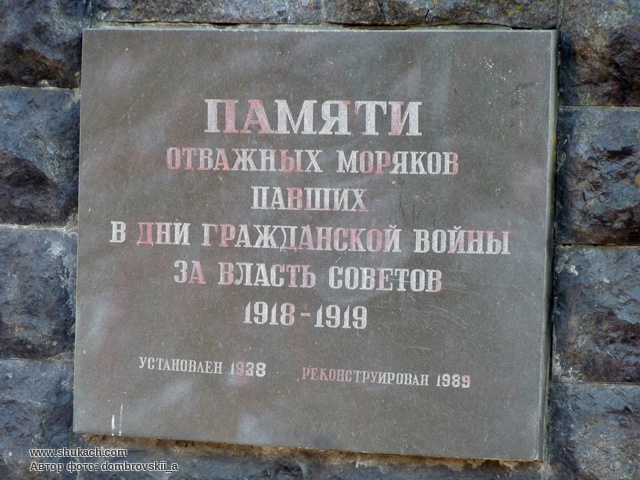 ПАМЯТИ
ОТВАЖНЫХ МОРЯКОВ
ПАВШИХ
В ДНИ ГРАЖДАНСКОЙ ВОЙНЫ
ЗА ВЛАСТЬ СОВЕТОВ
1918-1919
УСТАНОВЛЕН 1928 РЕКОНСТРУИРОВАН 1989
www.shukach.com
Автор фото: dombrovskii_a